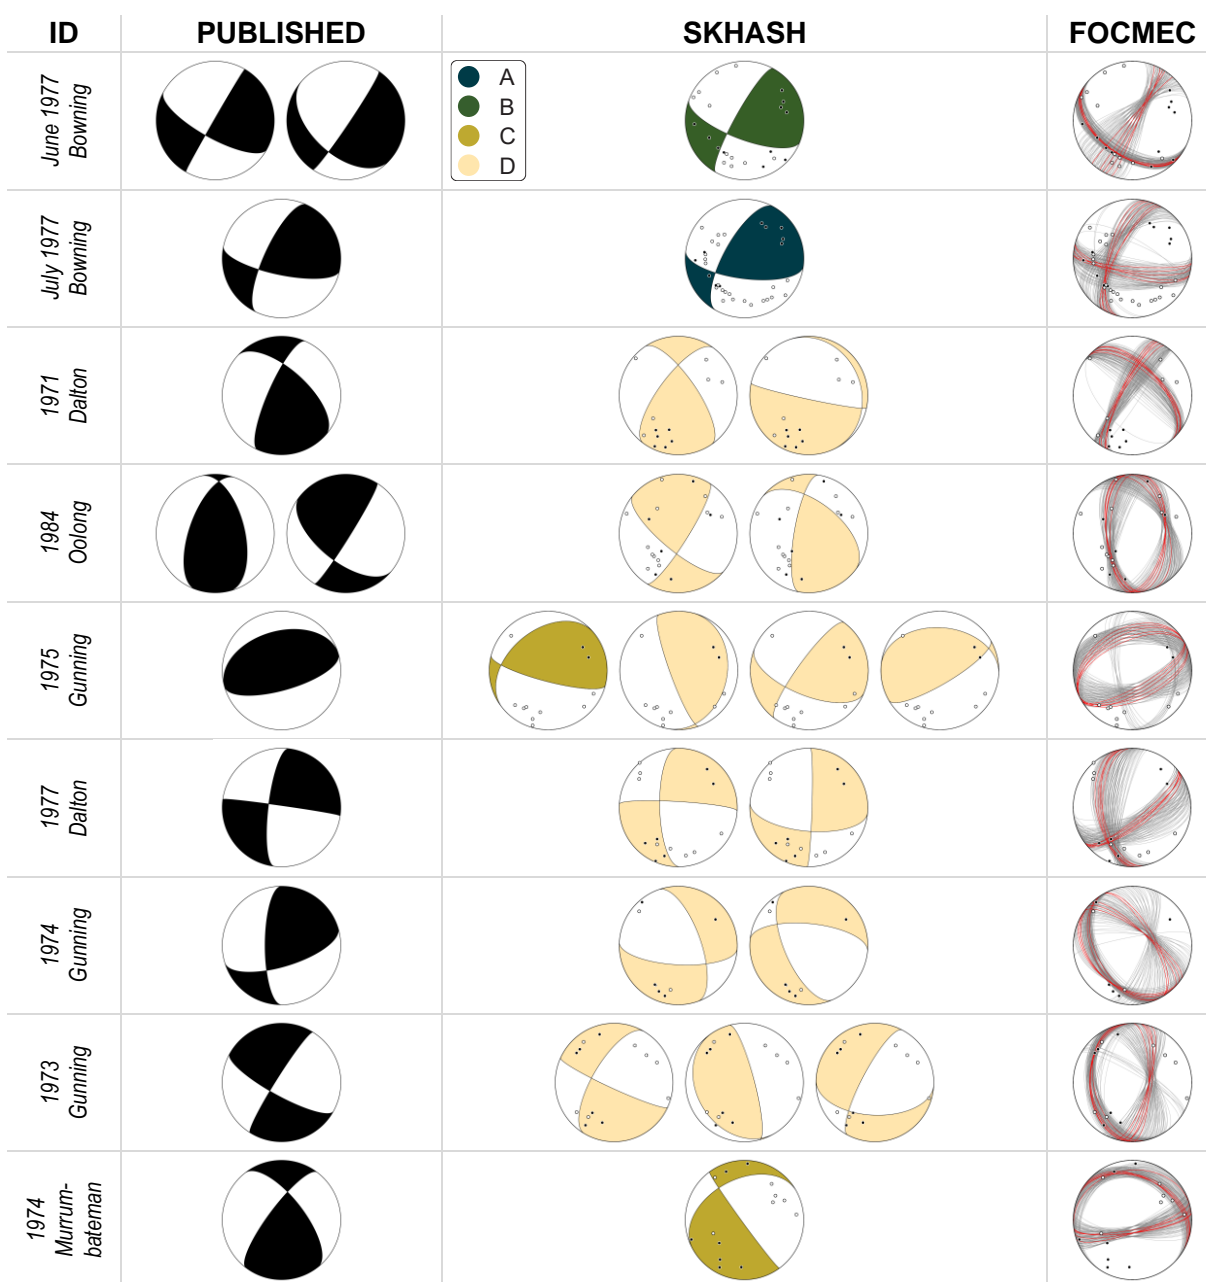 ID PUBLISHED SKHASH FOCMEC
June 1977
Bowning
A
B
C
D
July 1977
Bowning
1971
Dalton
1984
Oolong
1975
Gunning
1977
Dalton
1974
Gunning
1973
Gunning
1974
Murrum-
bateman